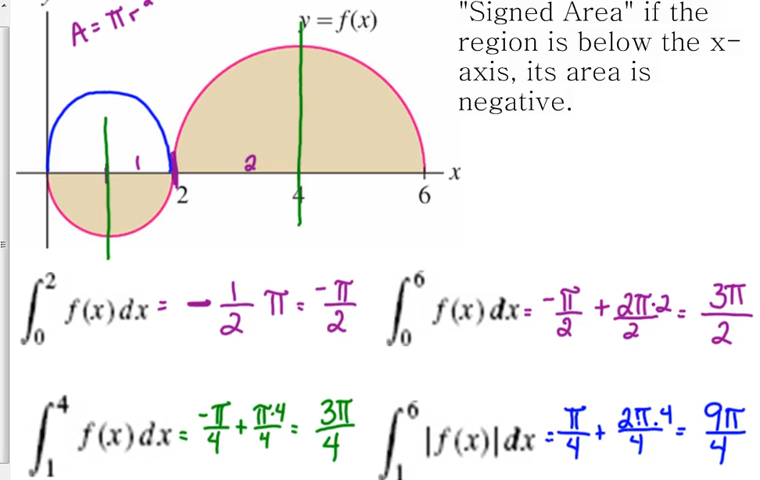 A = πr²
y = f(x)
"Signed Area" if the
region is below the x-
axis, its area is
negative.
1
2
x
2
4
6
∫₀² f(x) dx = - 1/2 π = -π/2
∫₀⁶ f(x) dx = -π/2 + 2π·2/2 = 3π/2
∫₁⁴ f(x) dx = -π/4 + π·4/4 = 3π/4
∫₁⁶ |f(x)| dx = π/4 + 2π·4/4 = 9π/4